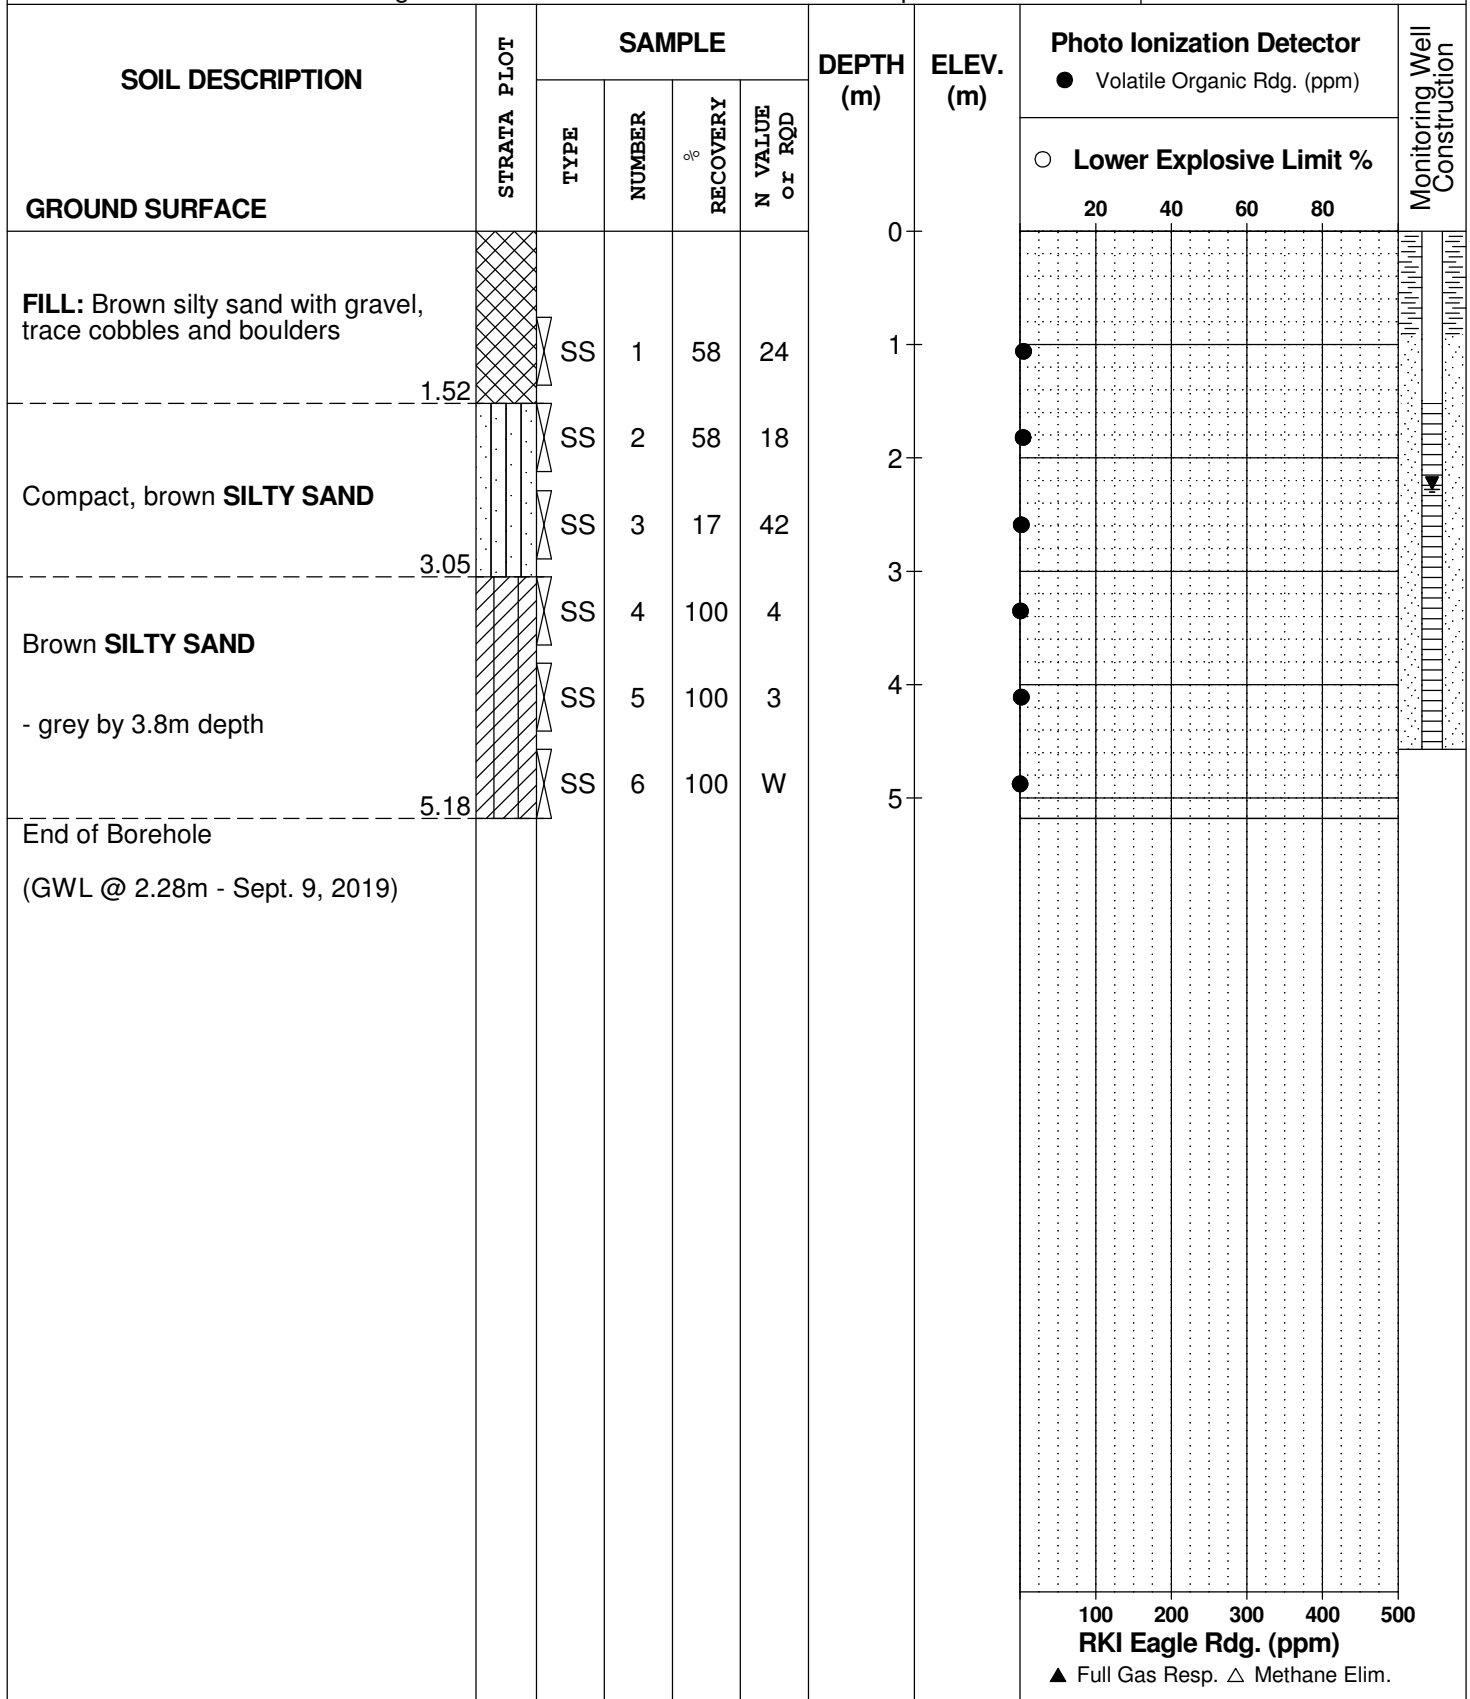 SOIL DESCRIPTION
GROUND SURFACE
STRATA PLOT
SAMPLE
TYPE
NUMBER
%
RECOVERY
N VALUE
or RQD
DEPTH
(m)
ELEV.
(m)
Photo Ionization Detector
● Volatile Organic Rdg. (ppm)
○ Lower Explosive Limit %
20 40 60 80
Monitoring Well
Construction
0
FILL: Brown silty sand with gravel,
trace cobbles and boulders
SS 1 58 24
1
1.52
SS 2 58 18
2
Compact, brown SILTY SAND
SS 3 17 42
3.05
3
SS 4 100 4
Brown SILTY SAND
4
SS 5 100 3
- grey by 3.8m depth
SS 6 100 W
5
5.18
End of Borehole
(GWL @ 2.28m - Sept. 9, 2019)
100 200 300 400 500
RKI Eagle Rdg. (ppm)
▲ Full Gas Resp. △ Methane Elim.